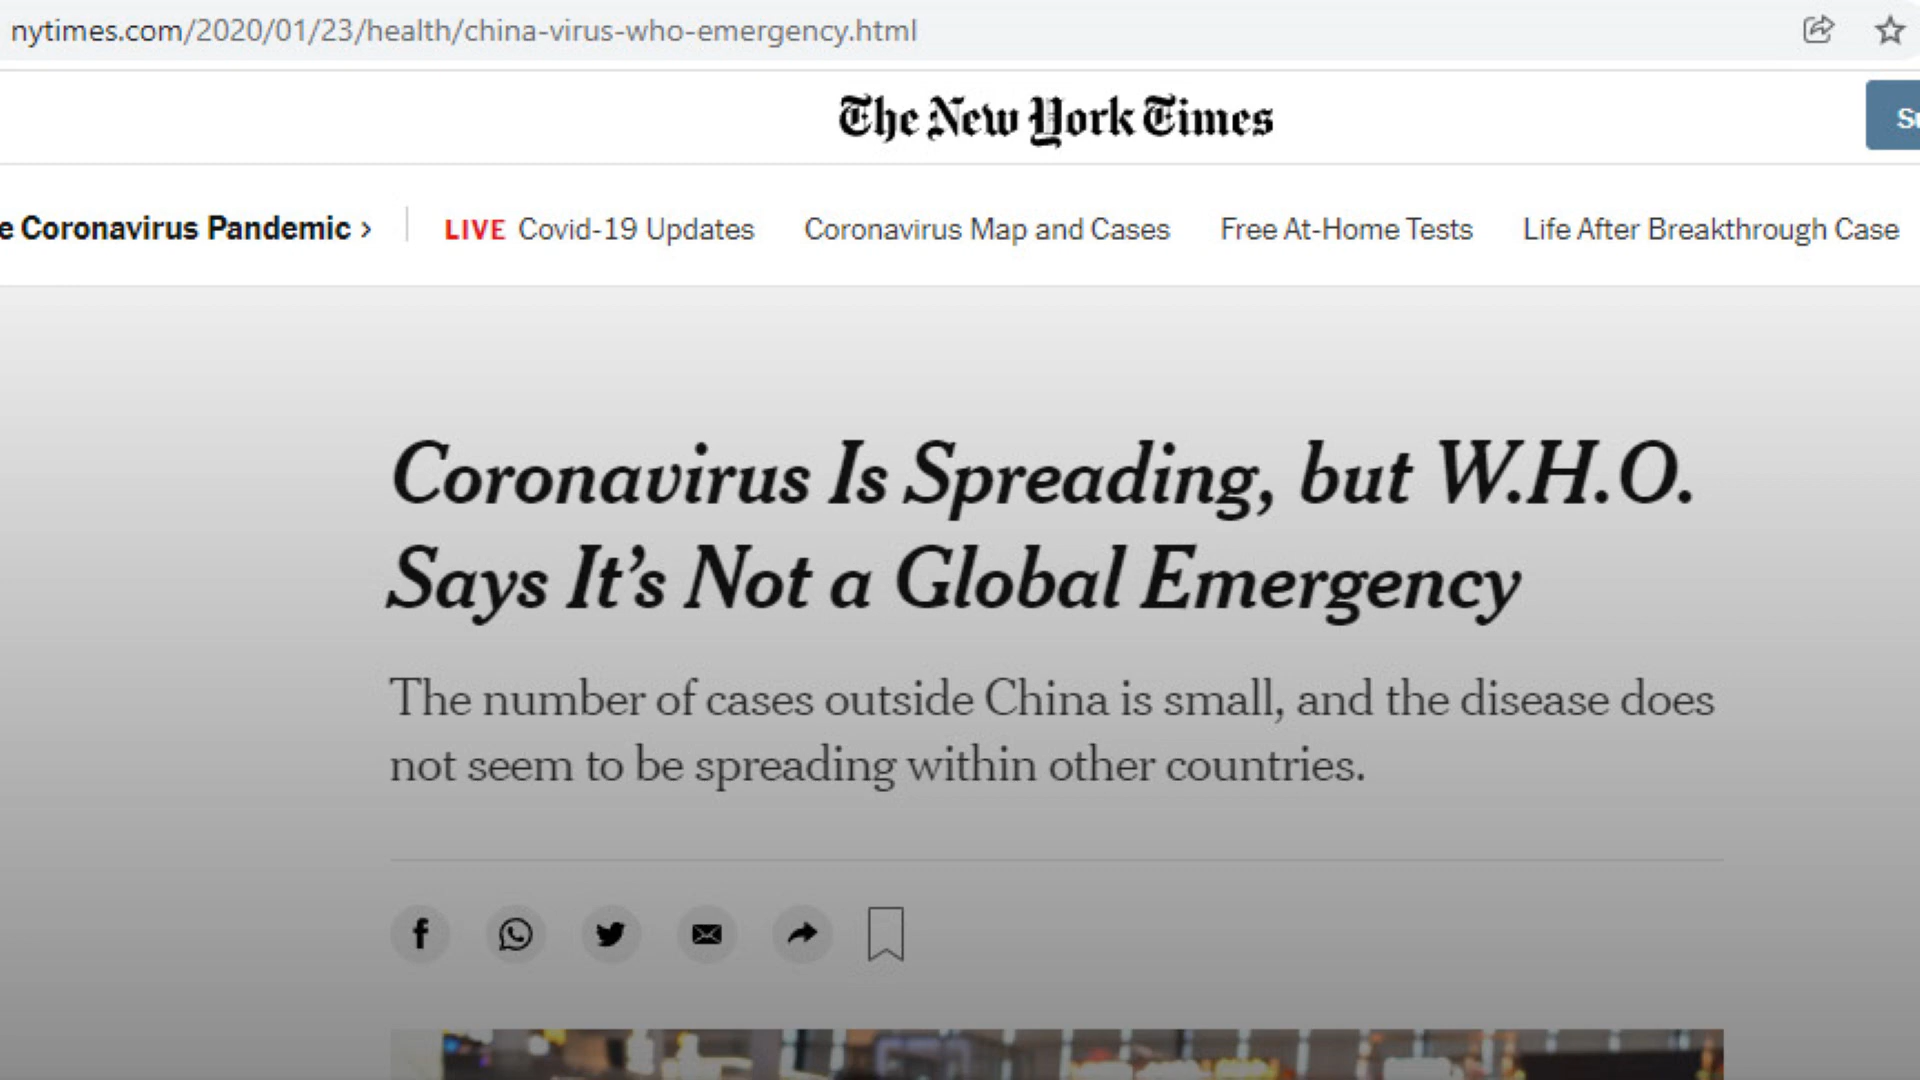 nytimes.com/2020/01/23/health/china-virus-who-emergency.html
The New York Times
e Coronavirus Pandemic ›
LIVE Covid-19 Updates
Coronavirus Map and Cases
Free At-Home Tests
Life After Breakthrough Case
Coronavirus Is Spreading, but W.H.O.
Says It’s Not a Global Emergency
The number of cases outside China is small, and the disease does
not seem to be spreading within other countries.